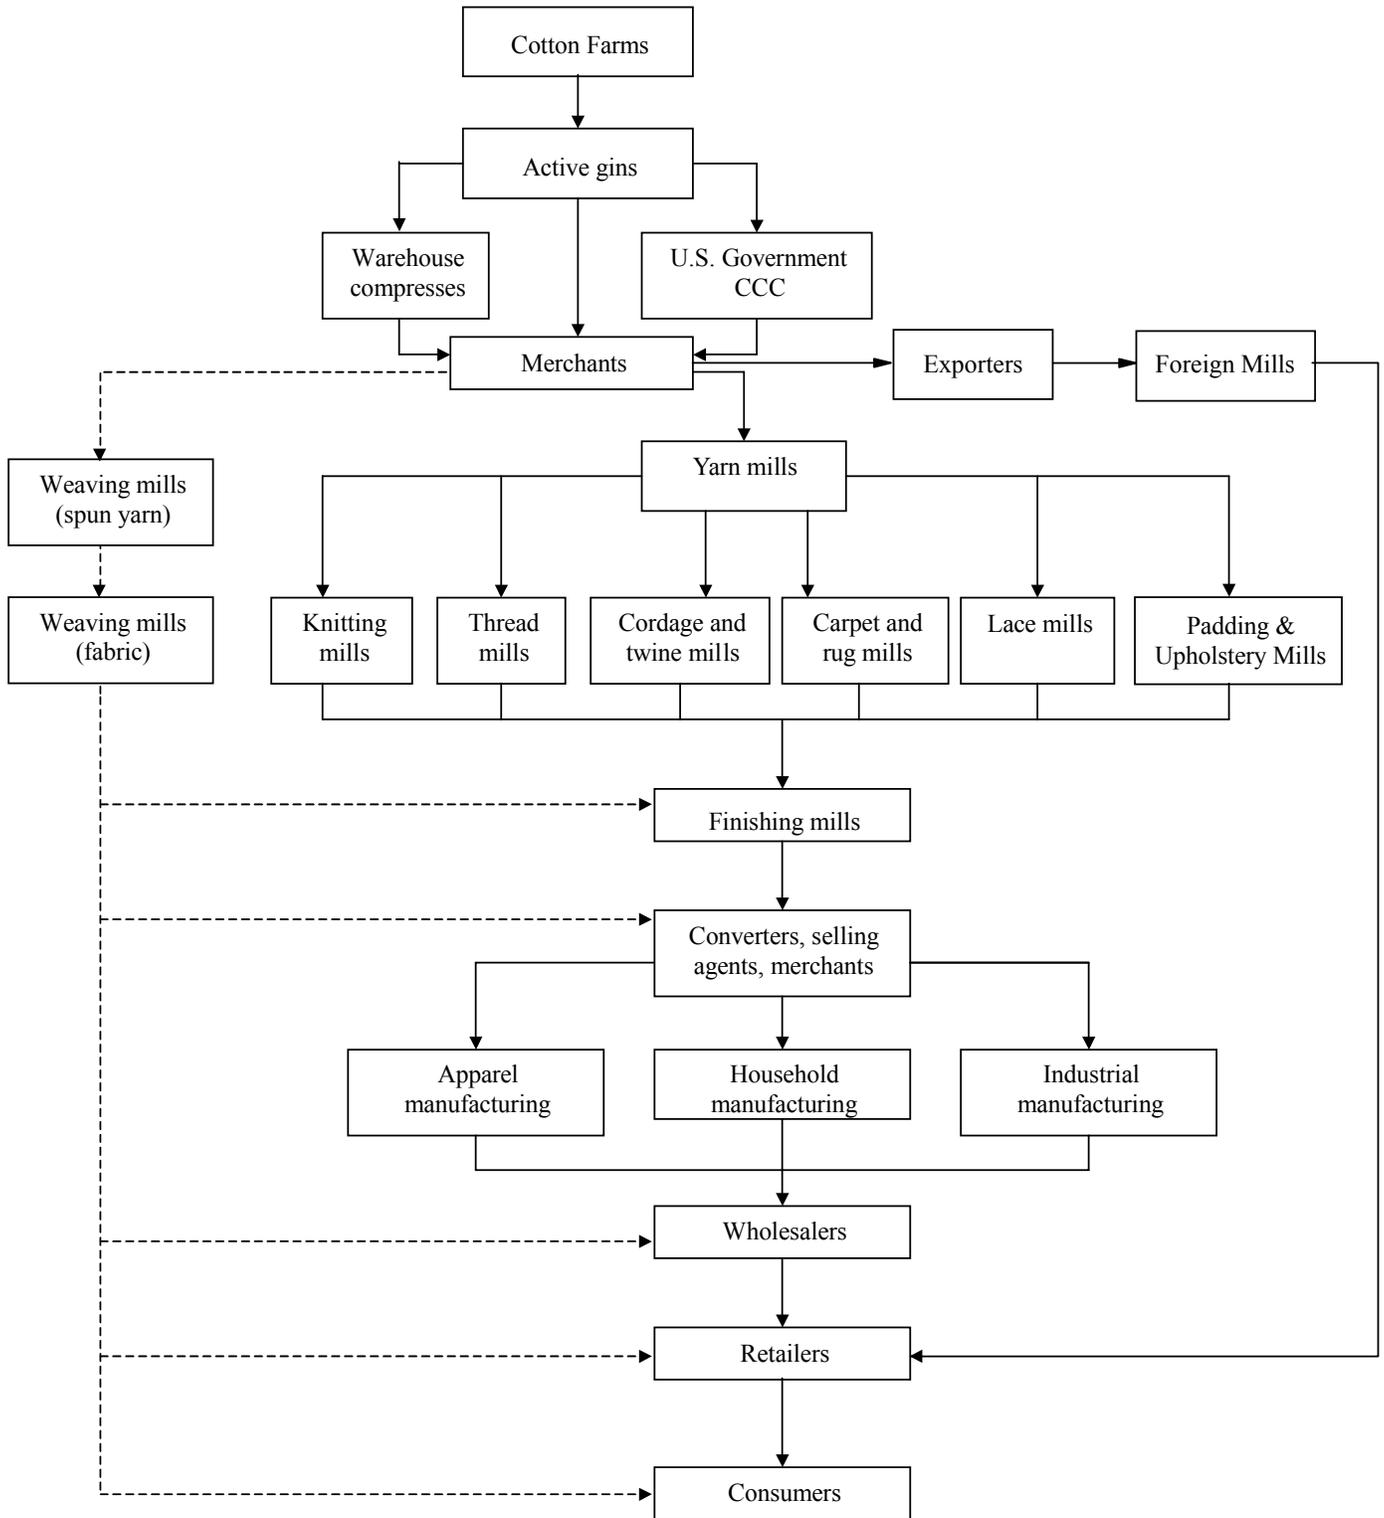 Cotton Farms
Active gins
Warehouse
compresses
U.S. Government
CCC
Merchants
Exporters
Foreign Mills
Yarn mills
Weaving mills
(spun yarn)
Weaving mills
(fabric)
Knitting
mills
Thread
mills
Cordage and
twine mills
Carpet and
rug mills
Lace mills
Padding &
Upholstery Mills
Finishing mills
Converters, selling
agents, merchants
Apparel
manufacturing
Household
manufacturing
Industrial
manufacturing
Wholesalers
Retailers
Consumers